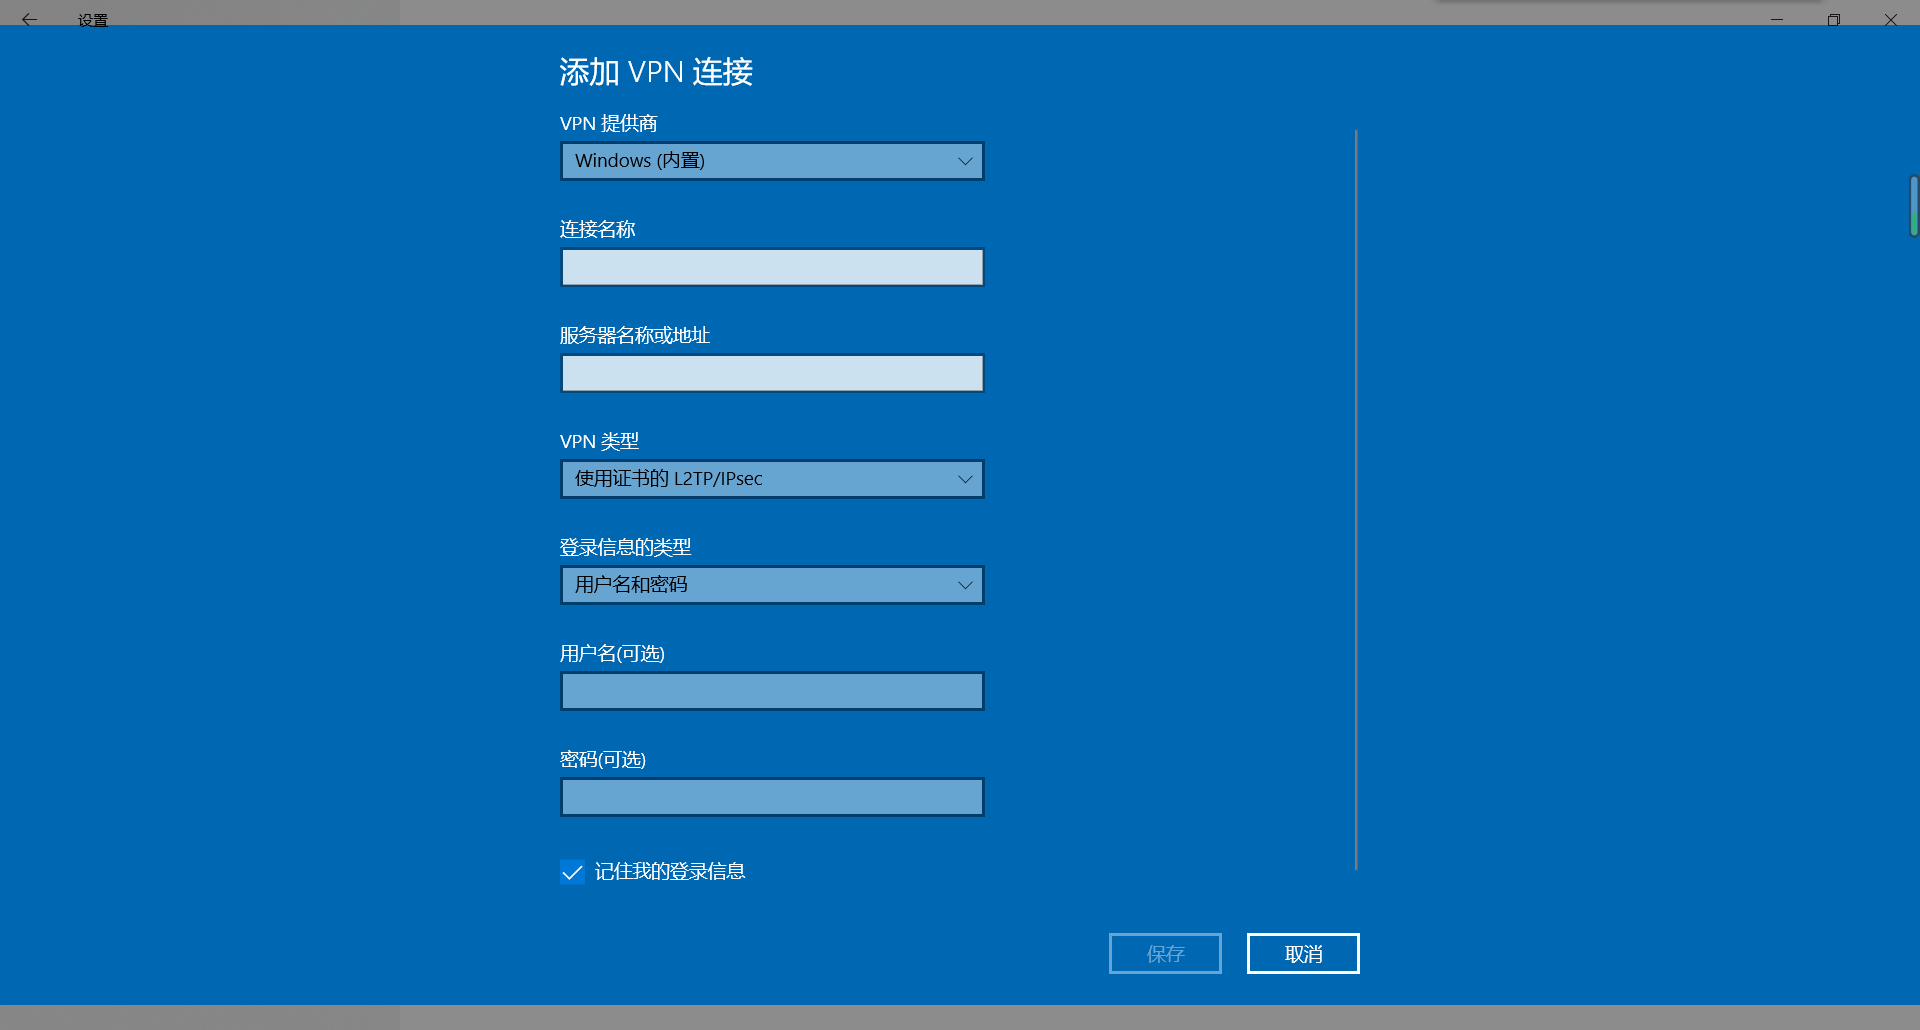 设置
添加 VPN 连接
VPN 提供商
Windows (内置)
连接名称
服务器名称或地址
VPN 类型
使用证书的 L2TP/IPsec
登录信息的类型
用户名和密码
用户名(可选)
密码(可选)
记住我的登录信息
保存
取消